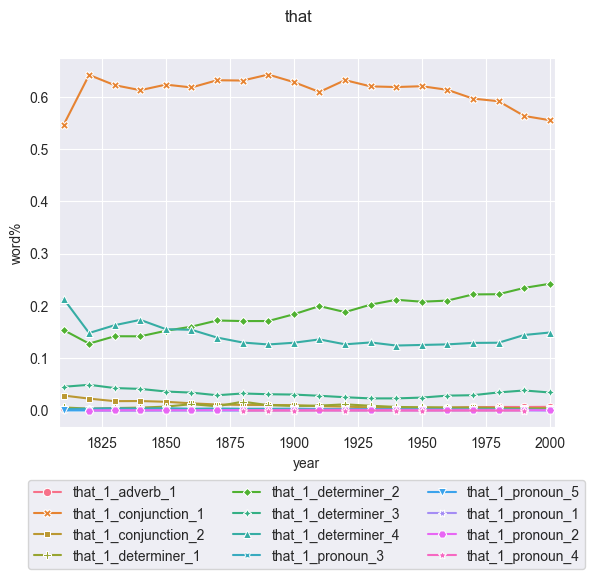 that
0.6
0.5
0.4
0.3
0.2
0.1
0.0
word%
1825 1850 1875 1900 1925 1950 1975 2000
year
that_1_adverb_1 that_1_determiner_2 that_1_pronoun_5
that_1_conjunction_1 that_1_determiner_3 that_1_pronoun_1
that_1_conjunction_2 that_1_determiner_4 that_1_pronoun_2
that_1_determiner_1 that_1_pronoun_3 that_1_pronoun_4